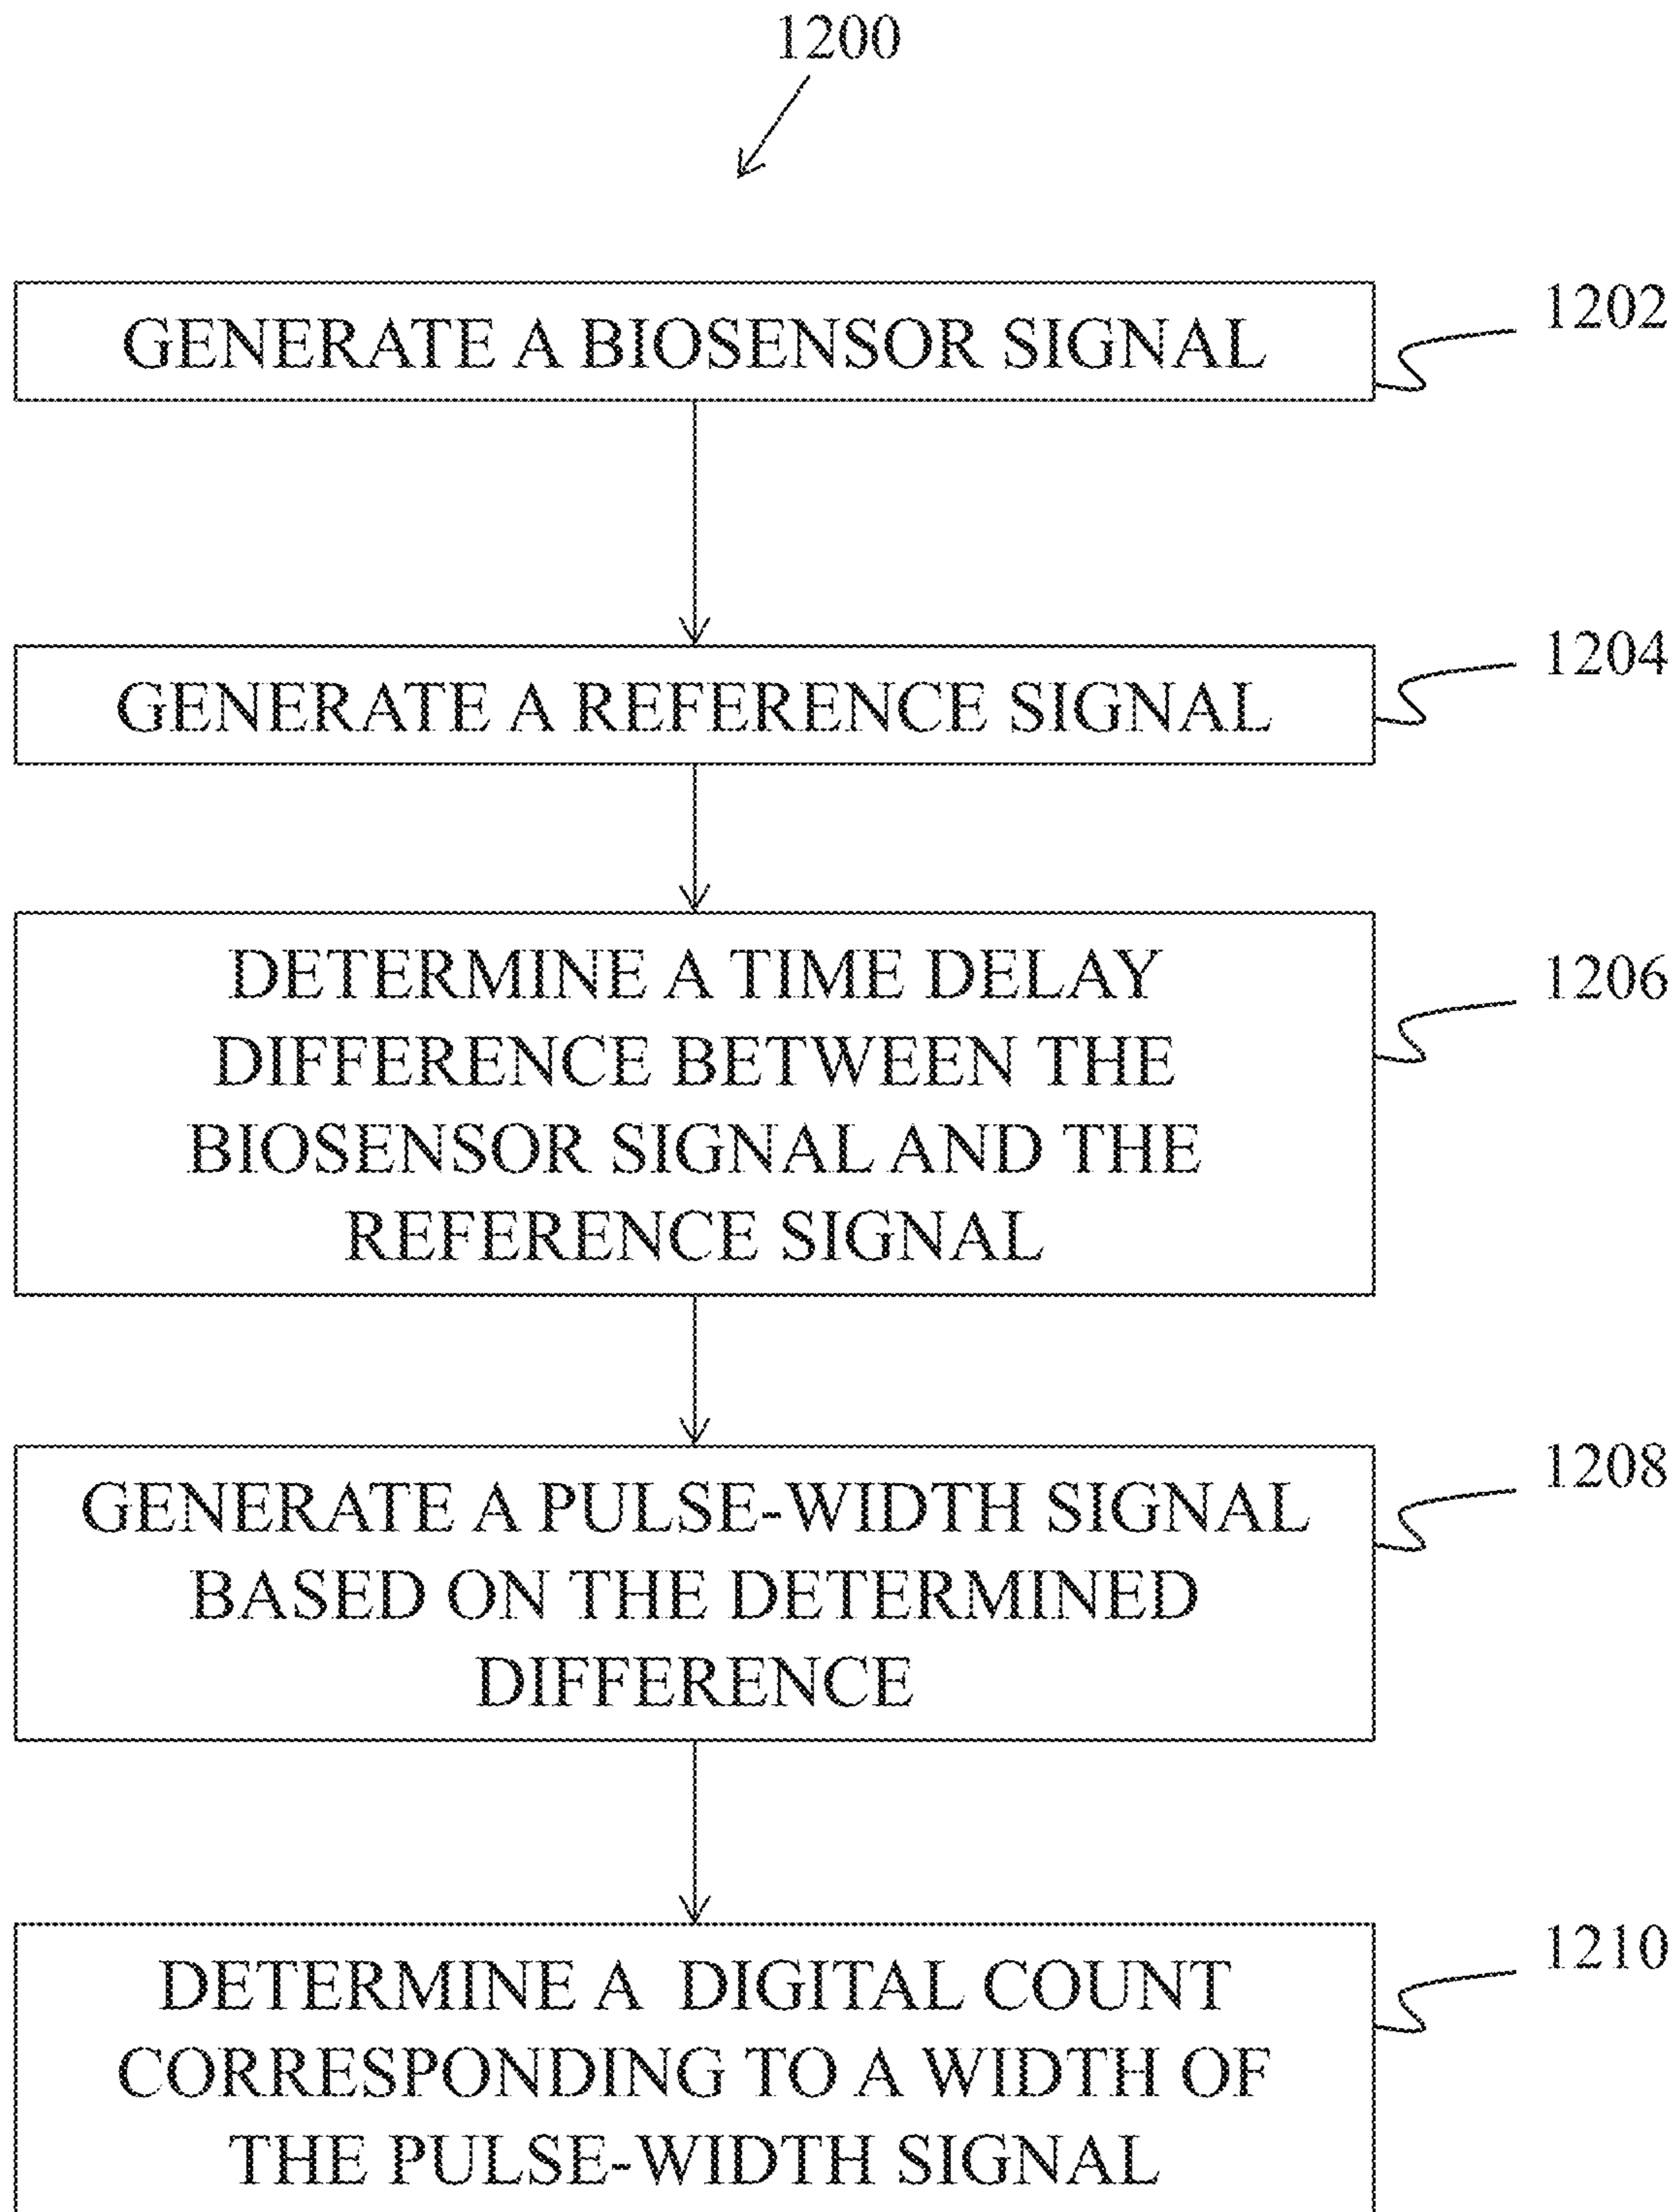 1200
GENERATE A BIOSENSOR SIGNAL
1202
GENERATE A REFERENCE SIGNAL
1204
DETERMINE A TIME DELAY
DIFFERENCE BETWEEN THE
BIOSENSOR SIGNAL AND THE
REFERENCE SIGNAL
1206
GENERATE A PULSE-WIDTH SIGNAL
BASED ON THE DETERMINED
DIFFERENCE
1208
DETERMINE A DIGITAL COUNT
CORRESPONDING TO A WIDTH OF
THE PULSE-WIDTH SIGNAL
1210